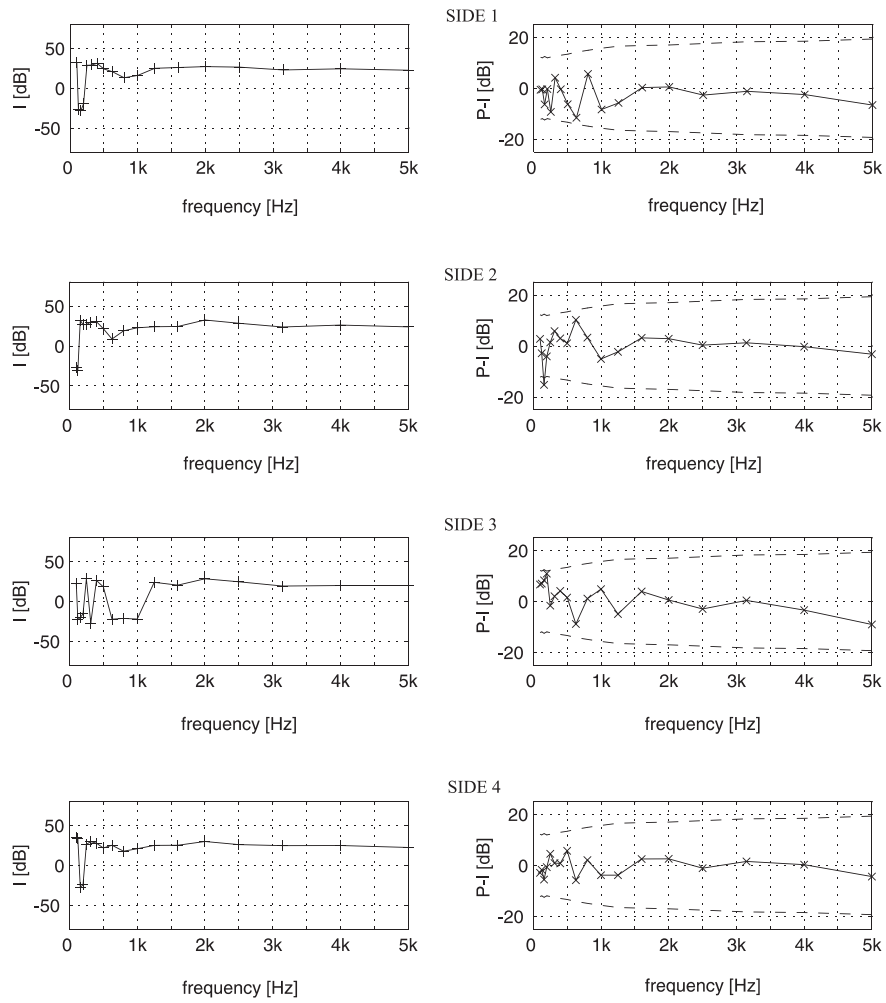 SIDE 1
I [dB]
50
0
-50
0 1k 2k 3k 4k 5k
frequency [Hz]
P-I [dB]
20
0
-20
0 1k 2k 3k 4k 5k
frequency [Hz]
SIDE 2
I [dB]
50
0
-50
0 1k 2k 3k 4k 5k
frequency [Hz]
P-I [dB]
20
0
-20
0 1k 2k 3k 4k 5k
frequency [Hz]
SIDE 3
I [dB]
50
0
-50
0 1k 2k 3k 4k 5k
frequency [Hz]
P-I [dB]
20
0
-20
0 1k 2k 3k 4k 5k
frequency [Hz]
SIDE 4
I [dB]
50
0
-50
0 1k 2k 3k 4k 5k
frequency [Hz]
P-I [dB]
20
0
-20
0 1k 2k 3k 4k 5k
frequency [Hz]